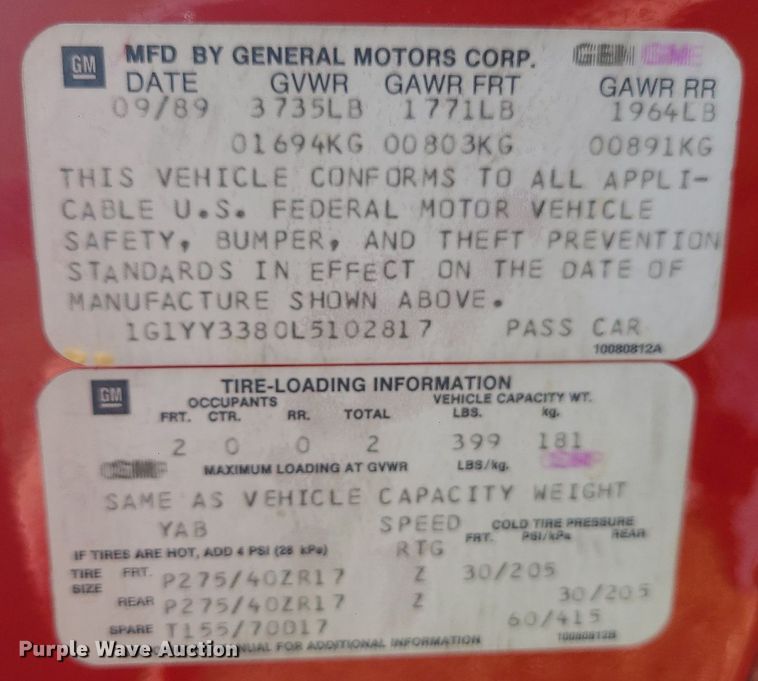 GM MFD BY GENERAL MOTORS CORP. GEN GME
DATE GVWR GAWR FRT GAWR RR
09/89 3735LB 1771LB 1964LB
01694KG 00803KG 00891KG
THIS VEHICLE CONFORMS TO ALL APPLI-
CABLE U.S. FEDERAL MOTOR VEHICLE
SAFETY, BUMPER, AND THEFT PREVENTION
STANDARDS IN EFFECT ON THE DATE OF
MANUFACTURE SHOWN ABOVE.
1G1YY3380L5102817 PASS CAR
10080812A
GM TIRE-LOADING INFORMATION
OCCUPANTS VEHICLE CAPACITY WT.
FRT. CTR. RR. TOTAL LBS. kg.
2 0 0 2 399 181
MAXIMUM LOADING AT GVWR LBS/kg.
SAME AS VEHICLE CAPACITY WEIGHT
YAB SPEED COLD TIRE PRESSURE
IF TIRES ARE HOT, ADD 4 PSI (28 kPa) RTG FRT. PSI/kPa REAR
TIRE SIZE FRT. P275/40ZR17 Z 30/205
REAR P275/40ZR17 Z 30/205
SPARE T155/70D17 60/415
MANUAL FOR ADDITIONAL INFORMATION 10080812B
Purple Wave Auction